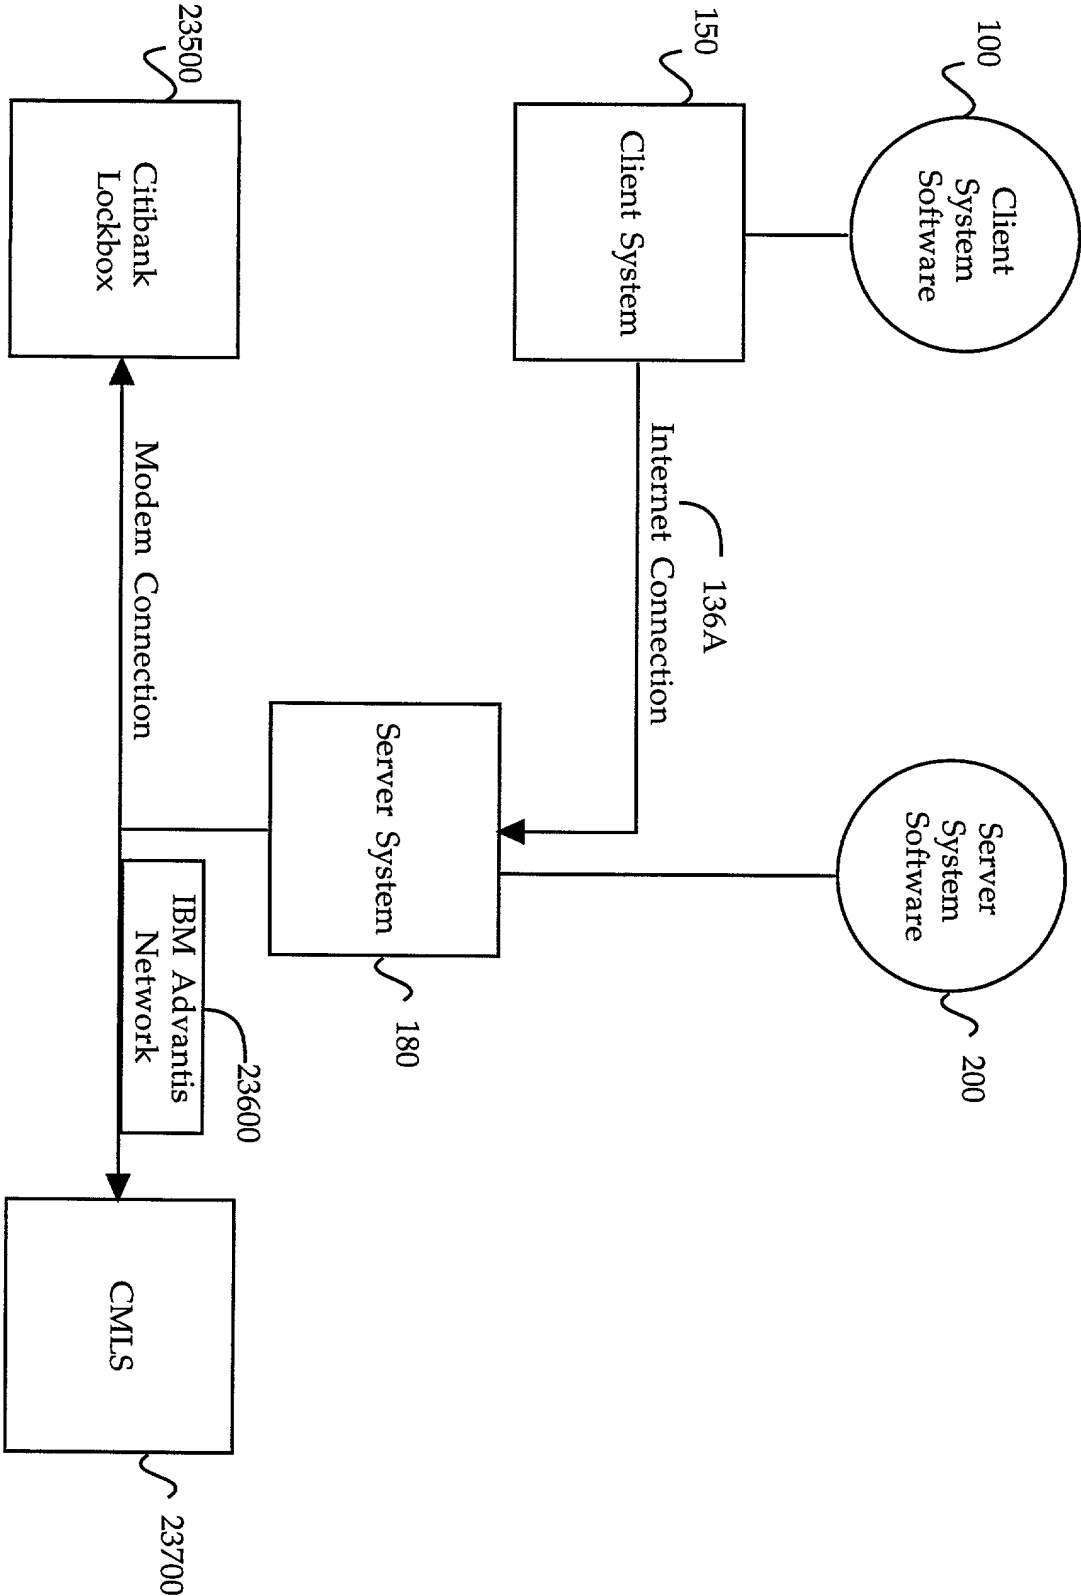 100
Client
System
Software
Server
System
Software
200
150
Client System
Internet Connection
136A
Server System
180
23500
Citibank
Lockbox
Modem Connection
IBM Advantis
Network
23600
CMLS
23700